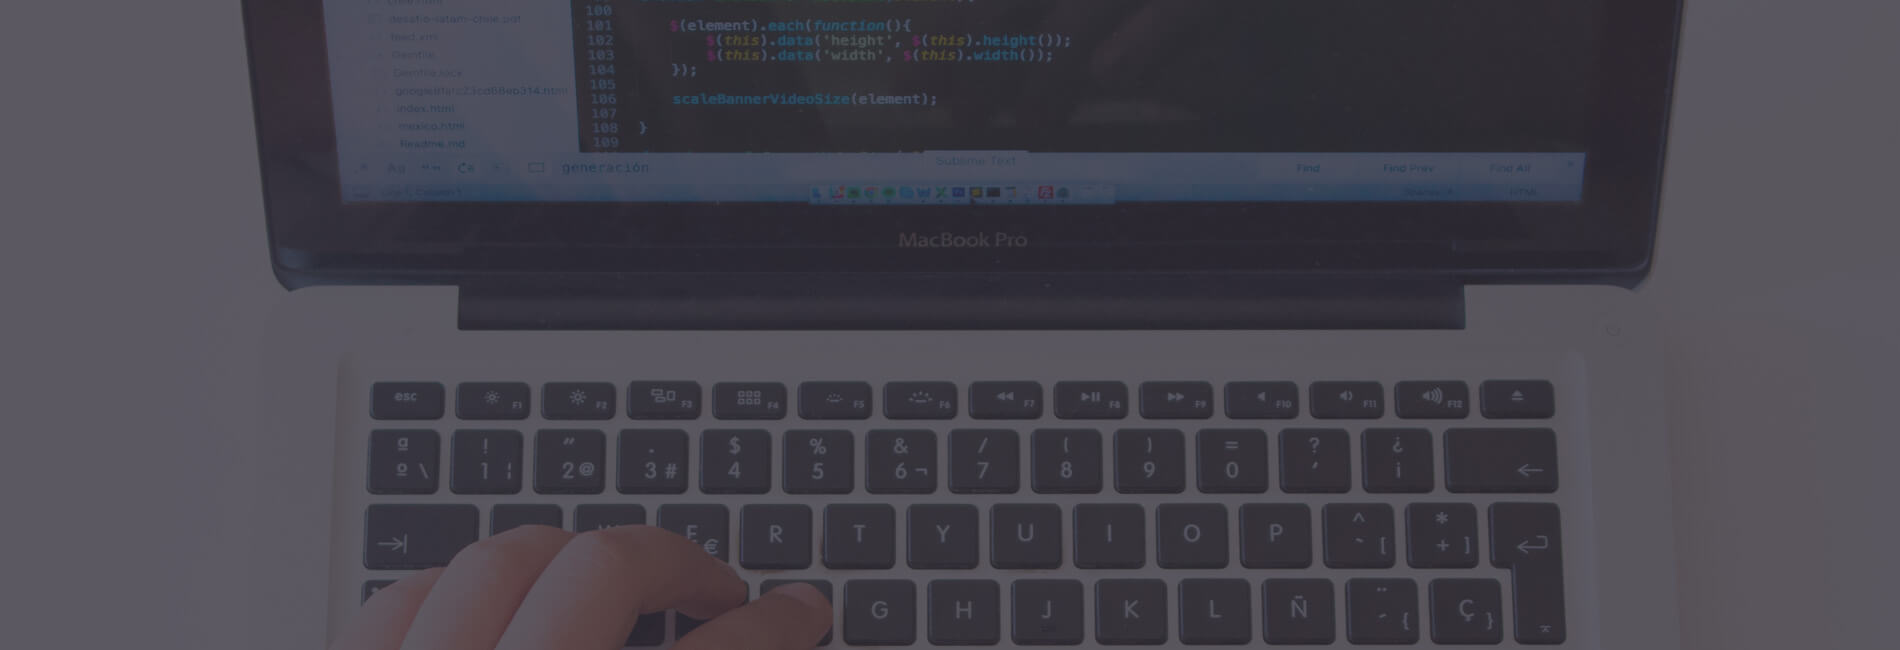 desafio-latam-chile.pdf
feed.xml
Gemfile
Gemfile.lock
index.html
mexico.html
Readme.md
100
101 $(element).each(function(){
102 $(this).data('height', $(this).height());
103 $(this).data('width', $(this).width());
104 });
105
106 scaleBannerVideoSize(element);
107
108 }
109
Sublime Text
.* Aa “” generación Find Find Prev Find All
Line 1, Column 1 HTML
MacBook Pro
esc F1 F2 F3 F4 F5 F6 F7 F8 F9 F10 F11 F12
ª ! " · $ % & / ( ) = ? ¿
º \ 1 | 2 @ 3 # 4 5 6 ¬ 7 8 9 0 ' ¡
E € R T Y U I O P ^ ` [ * + ]
G H J K L Ñ ¨ ´ { Ç }